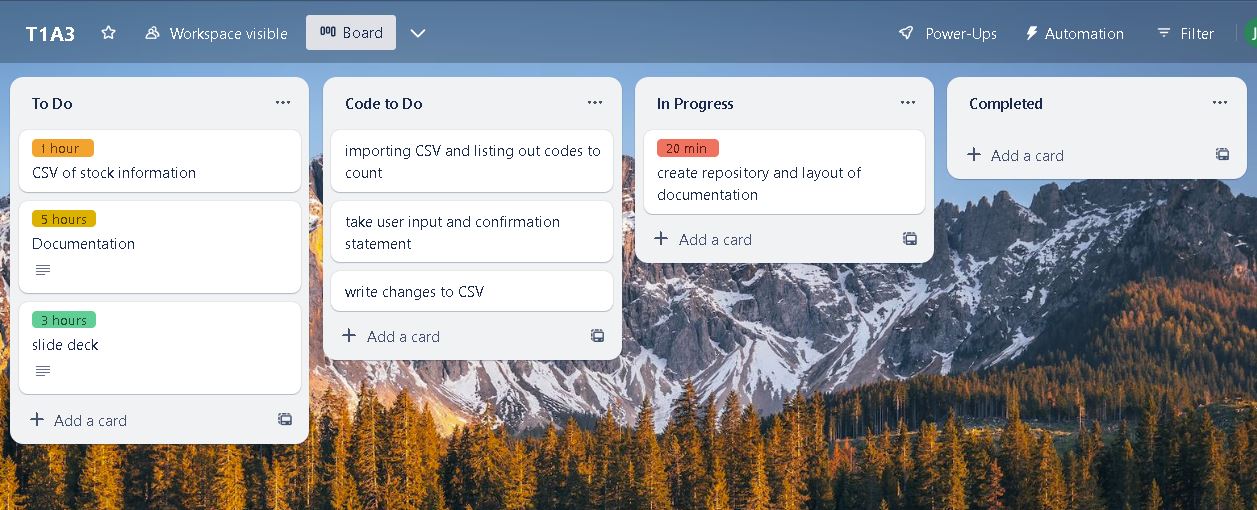 T1A3
Workspace visible
Board
Power-Ups
Automation
Filter
J
To Do
1 hour
CSV of stock information
5 hours
Documentation
3 hours
slide deck
Add a card
Code to Do
importing CSV and listing out codes to
count
take user input and confirmation
statement
write changes to CSV
Add a card
In Progress
20 min
create repository and layout of
documentation
Add a card
Completed
Add a card